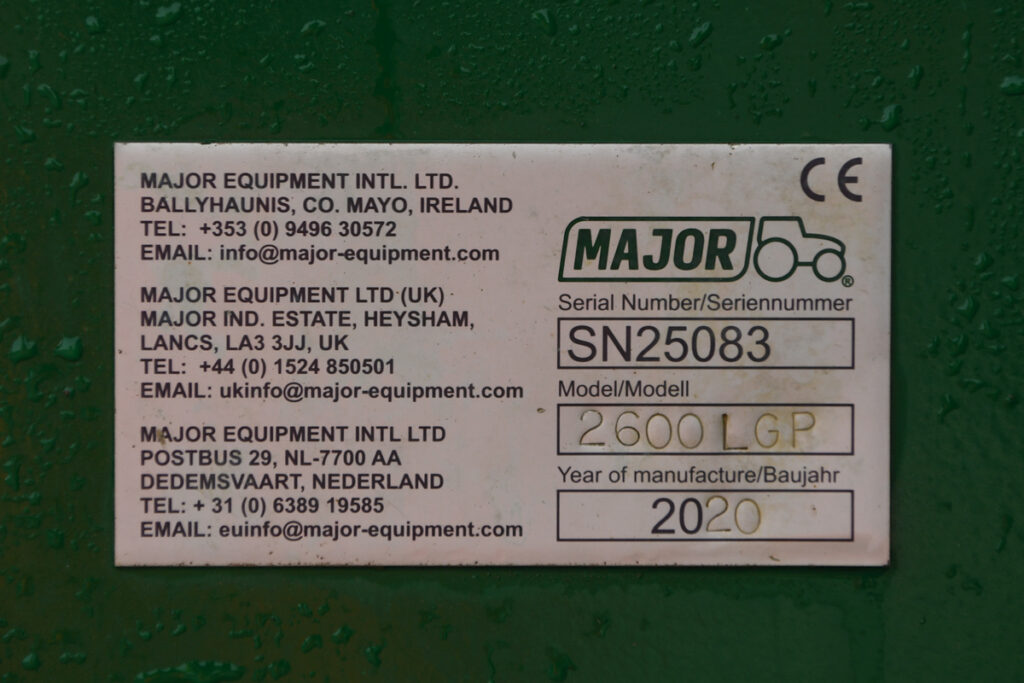 MAJOR EQUIPMENT INTL. LTD.
BALLYHAUNIS, CO. MAYO, IRELAND
TEL: +353 (0) 9496 30572
EMAIL: info@major-equipment.com
MAJOR EQUIPMENT LTD (UK)
MAJOR IND. ESTATE, HEYSHAM,
LANCS, LA3 3JJ, UK
TEL: +44 (0) 1524 850501
EMAIL: ukinfo@major-equipment.com
MAJOR EQUIPMENT INTL LTD
POSTBUS 29, NL-7700 AA
DEDEMSVAART, NEDERLAND
TEL: + 31 (0) 6389 19585
EMAIL: euinfo@major-equipment.com
CE
MAJOR ®
Serial Number/Seriennummer
SN25083
Model/Modell
2600 LGP
Year of manufacture/Baujahr
2020